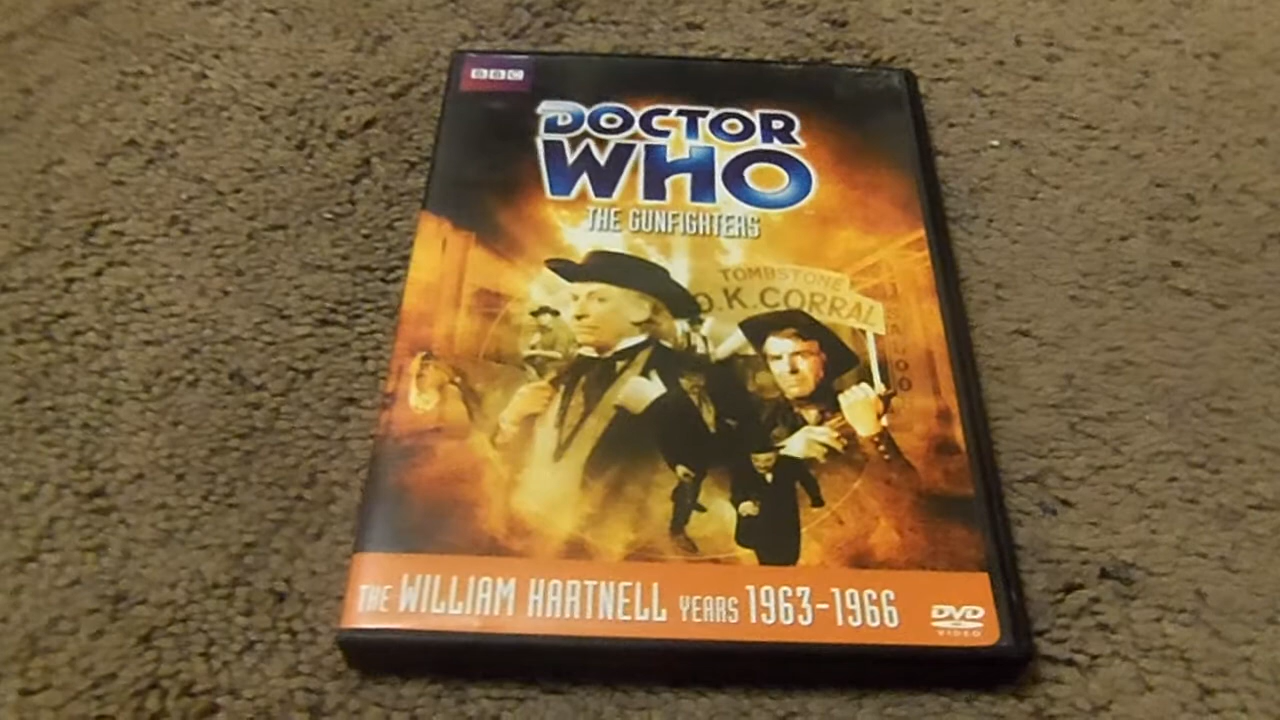 BBC
DOCTOR
WHO
THE GUNFIGHTERS
TOMBSTONE
O.K.CORRAL
THE WILLIAM HARTNELL YEARS 1963-1966
DVD
VIDEO